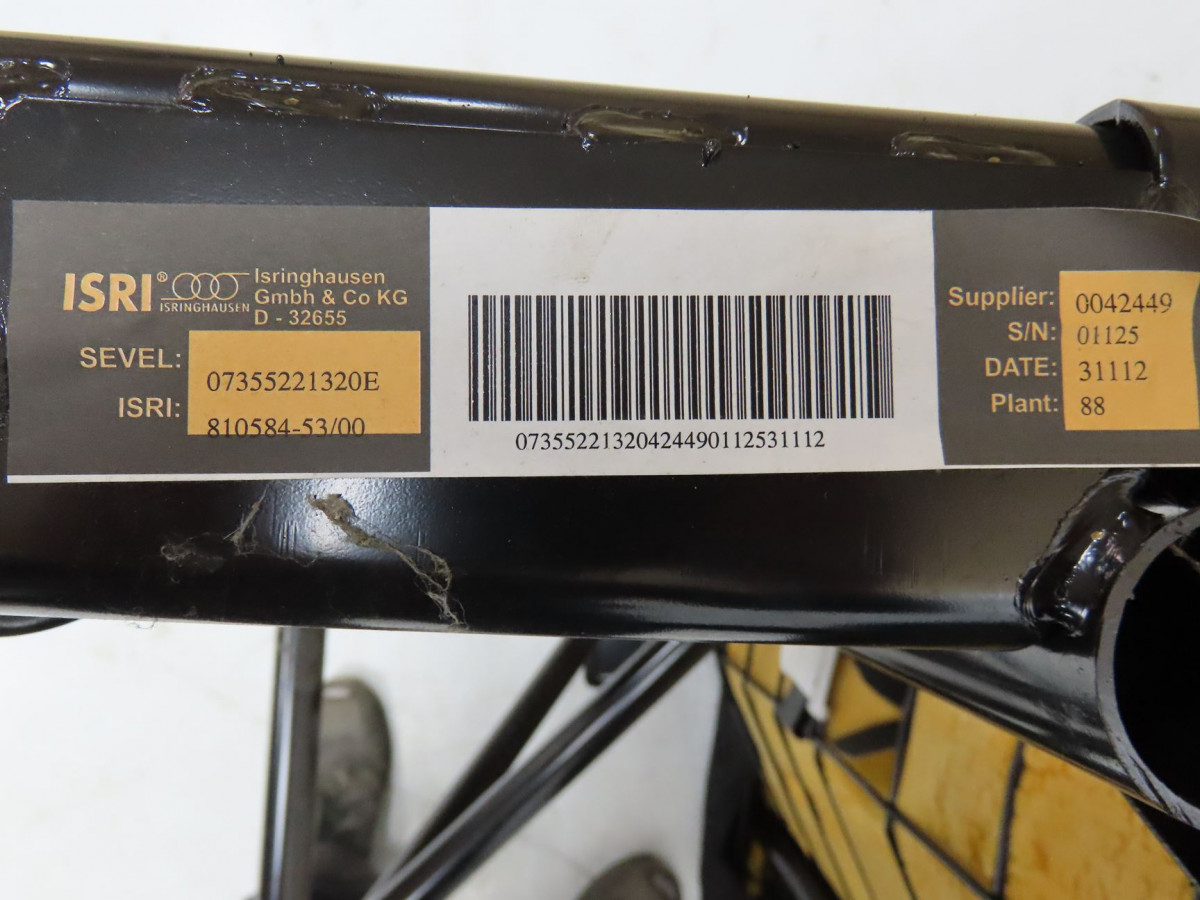 ISRI®
ISRINGHAUSEN
Isringhausen
Gmbh & Co KG
D - 32655
SEVEL: 07355221320E
ISRI: 810584-53/00
07355221320424490112531112
Supplier: 0042449
S/N: 01125
DATE: 31112
Plant: 88